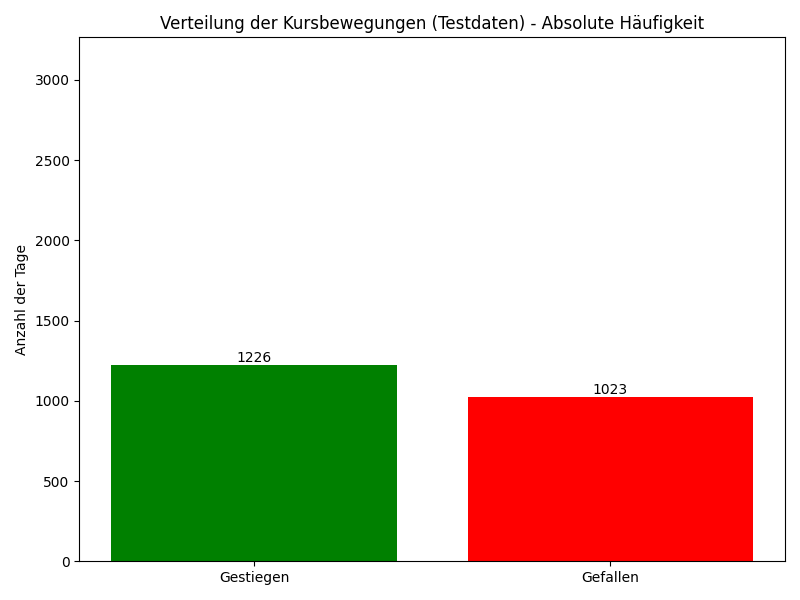 Verteilung der Kursbewegungen (Testdaten) - Absolute Häufigkeit
Anzahl der Tage
3000
2500
2000
1500
1000
500
0
1226
1023
Gestiegen
Gefallen